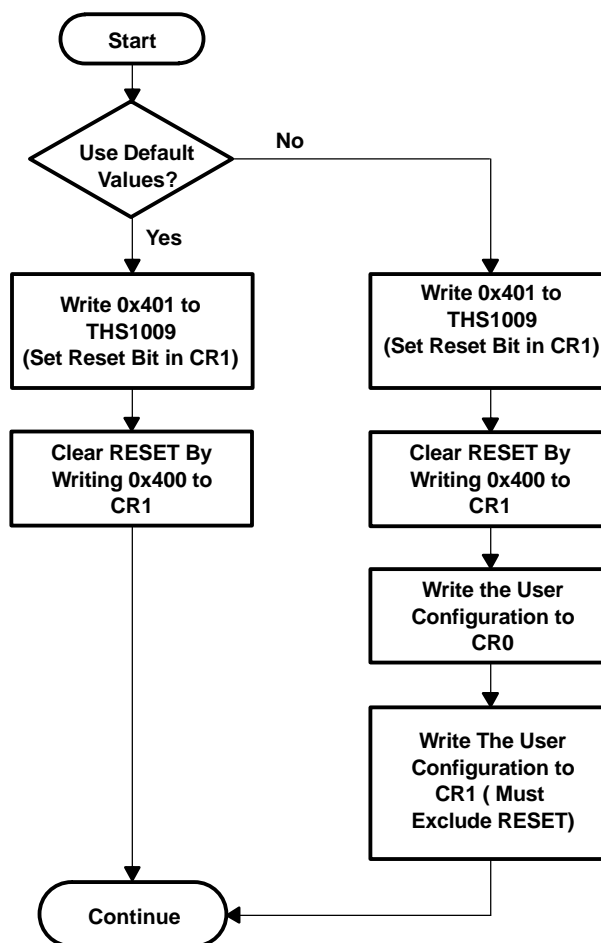 Start
Use Default
Values?
No
Yes
Write 0x401 to
THS1009
(Set Reset Bit in CR1)
Clear RESET By
Writing 0x400 to
CR1
Write 0x401 to
THS1009
(Set Reset Bit in CR1)
Clear RESET By
Writing 0x400 to
CR1
Write the User
Configuration to
CR0
Write The User
Configuration to
CR1 ( Must
Exclude RESET)
Continue